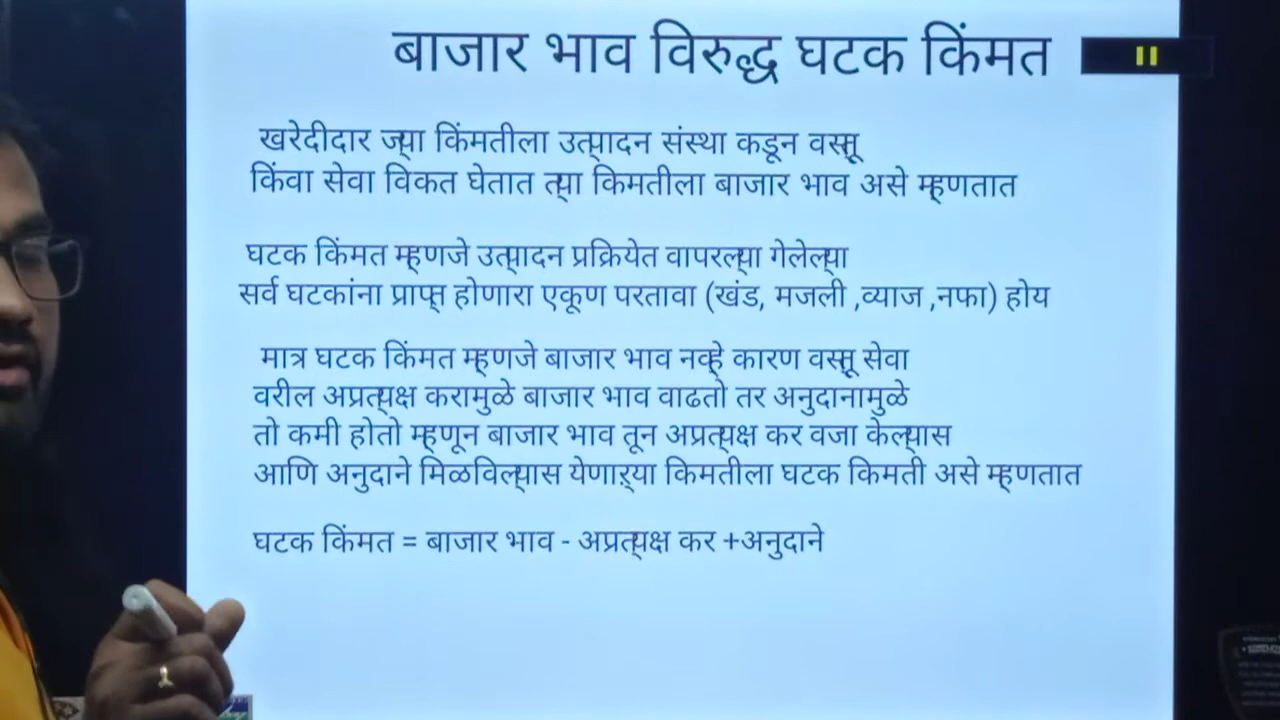 बाजार भाव विरुद्ध घटक किंमत
खरेदीदार ज्या किंमतीला उत्पादन संस्था कडून वस्तू
किंवा सेवा विकत घेतात त्या किमतीला बाजार भाव असे म्हणतात
घटक किंमत म्हणजे उत्पादन प्रक्रियेत वापरल्या गेलेल्या
सर्व घटकांना प्राप्त होणारा एकूण परतावा (खंड, मजली ,व्याज ,नफा) होय
मात्र घटक किंमत म्हणजे बाजार भाव नव्हे कारण वस्तू सेवा
वरील अप्रत्यक्ष करामुळे बाजार भाव वाढतो तर अनुदानामुळे
तो कमी होतो म्हणून बाजार भाव तून अप्रत्यक्ष कर वजा केल्यास
आणि अनुदाने मिळविल्यास येणाऱ्या किमतीला घटक किमती असे म्हणतात
घटक किंमत = बाजार भाव - अप्रत्यक्ष कर +अनुदाने